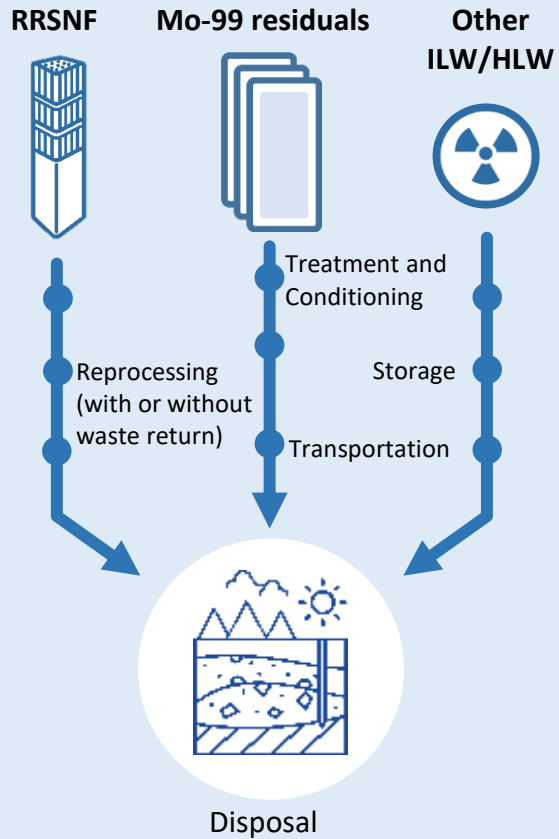 RRSNF
Mo-99 residuals
Other
ILW/HLW
Treatment and
Conditioning
Reprocessing
(with or without
waste return)
Storage
Transportation
Disposal